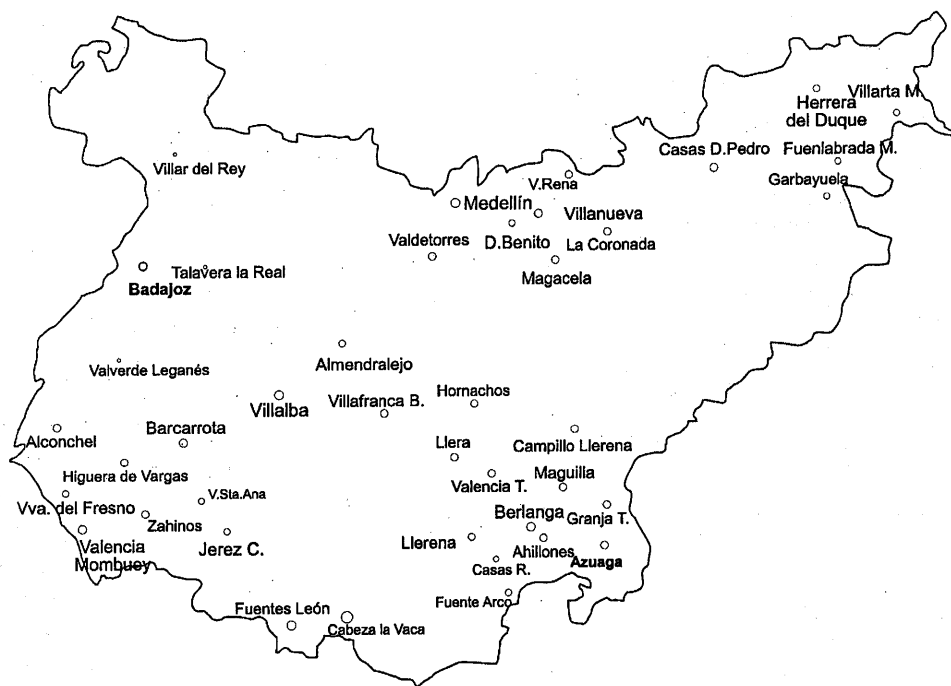 Villarta M.
Herrera
del Duque
Casas D.Pedro
Fuenlabrada M.
Villar del Rey
V.Rena
Garbayuela
Medellín
Villanueva
Valdetorres
D.Benito
La Coronada
Talavera la Real
Magacela
Badajoz
Almendralejo
Valverde Leganés
Hornachos
Villalba
Villafranca B.
Alconchel
Barcarrota
Llera
Campillo Llerena
Higuera de Vargas
Valencia T.
Maguilla
V.Sta.Ana
Vva. del Fresno
Zahinos
Berlanga
Granja T.
Valencia
Mombuey
Jerez C.
Llerena
Ahillones
Azuaga
Casas R.
Fuentes León
Fuente Arco
Cabeza la Vaca